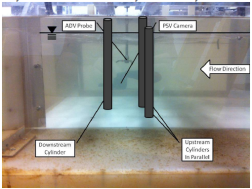 ADV Probe
PSV Camera
Flow Direction
Downstream
Cylinder
Upstream
Cylinders
In Parallel